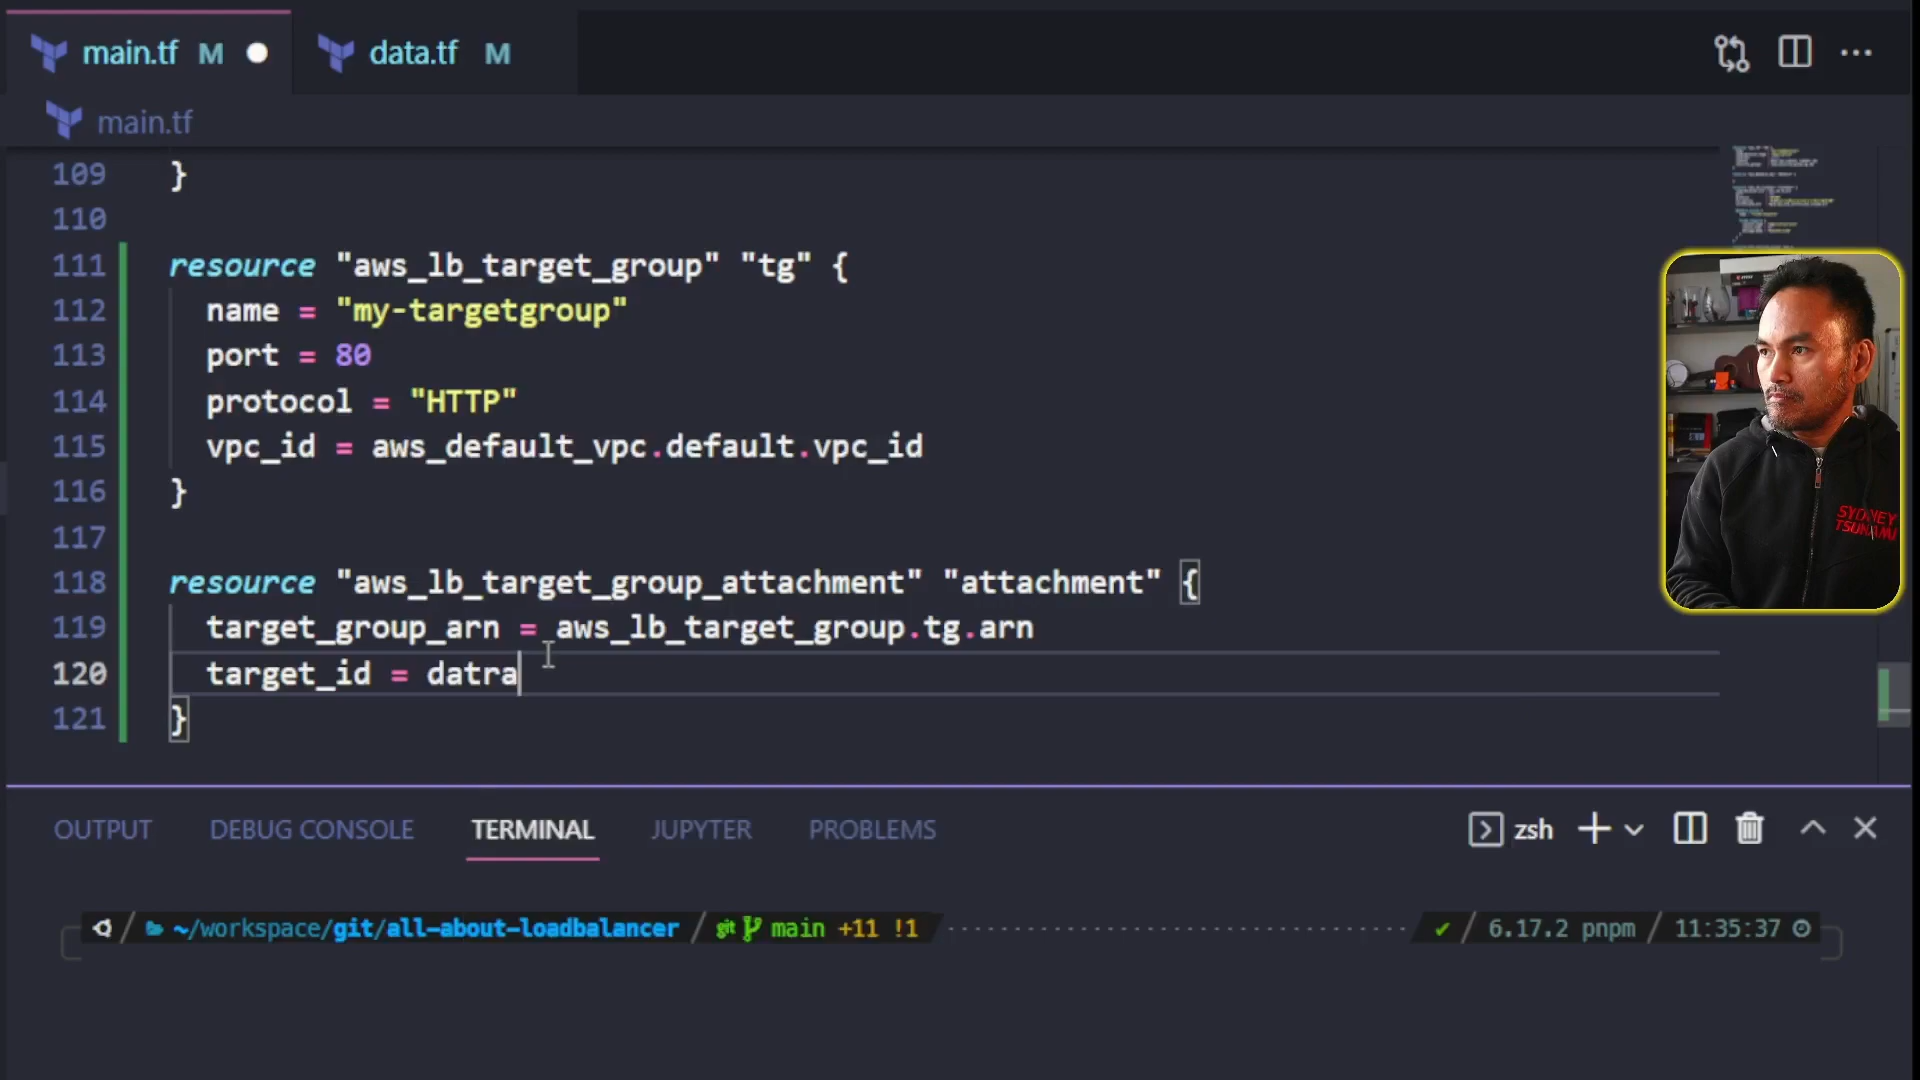 main.tf M data.tf M
main.tf
109 }
110
111 resource "aws_lb_target_group" "tg" {
112 name = "my-targetgroup"
113 port = 80
114 protocol = "HTTP"
115 vpc_id = aws_default_vpc.default.vpc_id
116 }
117
118 resource "aws_lb_target_group_attachment" "attachment" {
119 target_group_arn = aws_lb_target_group.tg.arn
120 target_id = datra
121 }
SYDNEY
TSUNAMI
OUTPUT DEBUG CONSOLE TERMINAL JUPYTER PROBLEMS zsh
~/workspace/git/all-about-loadbalancer git main +11 !1 6.17.2 pnpm 11:35:37